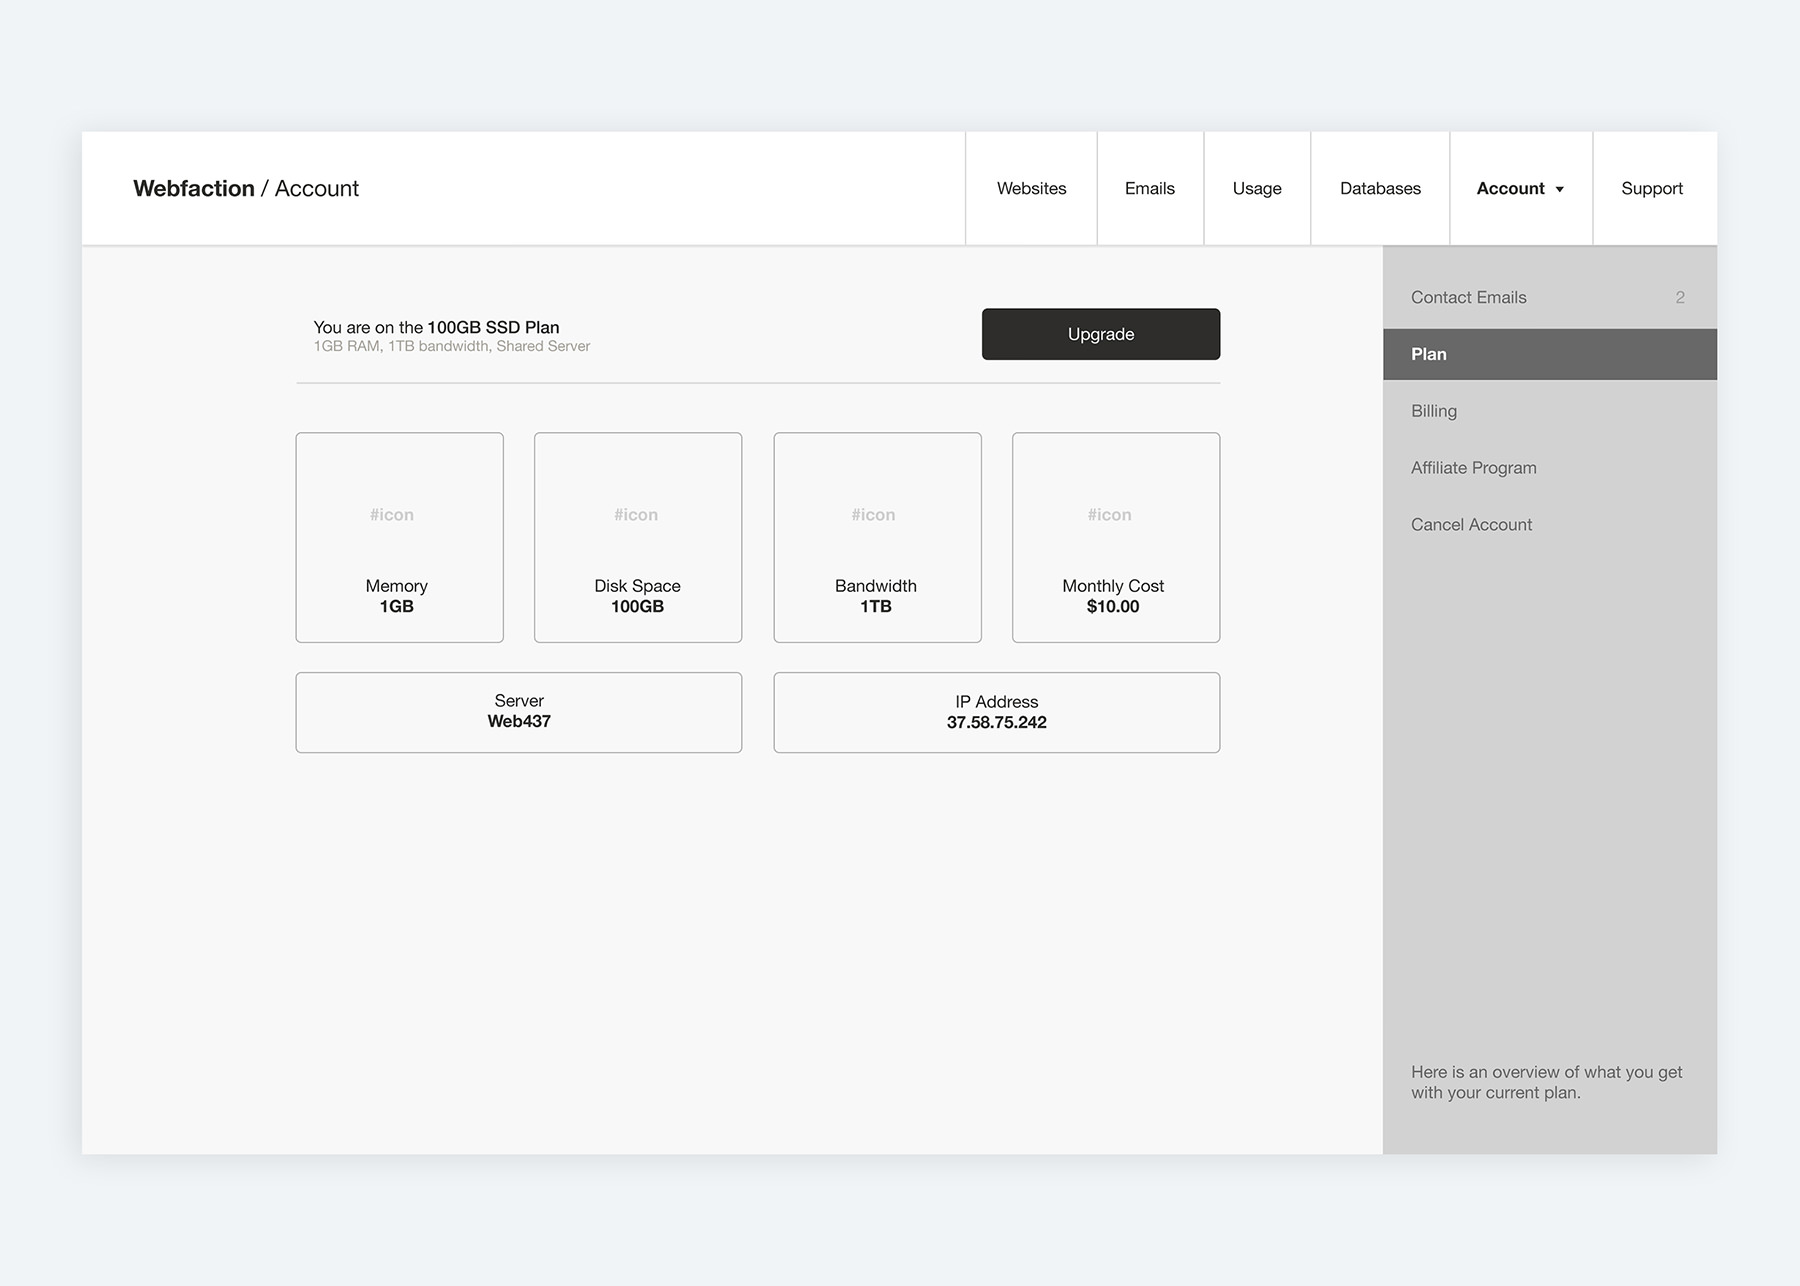 Webfaction / Account
Websites
Emails
Usage
Databases
Account
Support
You are on the 100GB SSD Plan
1GB RAM, 1TB bandwidth, Shared Server
Upgrade
#icon
Memory
1GB
#icon
Disk Space
100GB
#icon
Bandwidth
1TB
#icon
Monthly Cost
$10.00
Server
Web437
IP Address
37.58.75.242
Contact Emails 2
Plan
Billing
Affiliate Program
Cancel Account
Here is an overview of what you get
with your current plan.